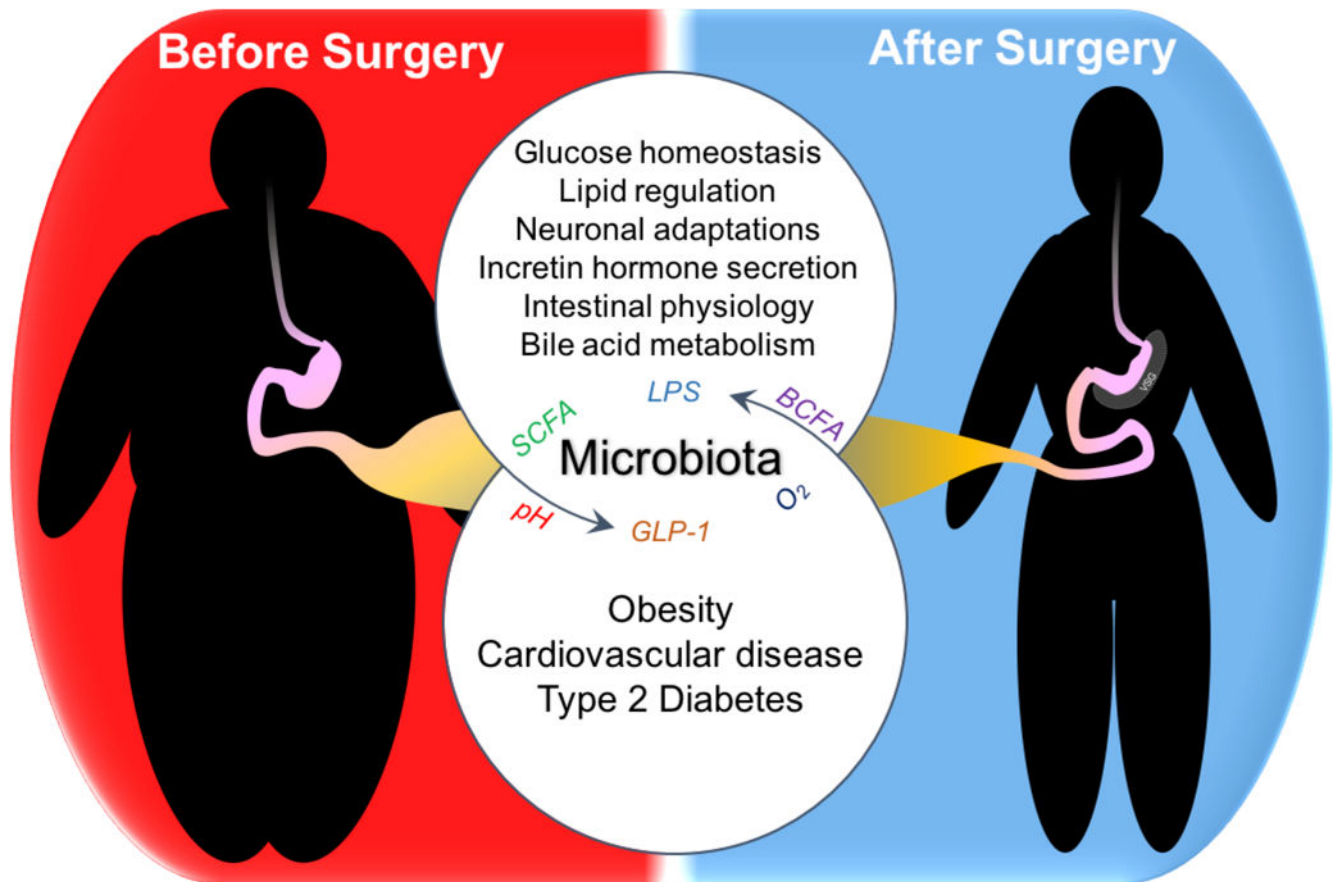 Before Surgery
After Surgery
Glucose homeostasis
Lipid regulation
Neuronal adaptations
Incretin hormone secretion
Intestinal physiology
Bile acid metabolism
LPS
BCFA
SCFA
Microbiota
O₂
pH
GLP-1
VSG
Obesity
Cardiovascular disease
Type 2 Diabetes